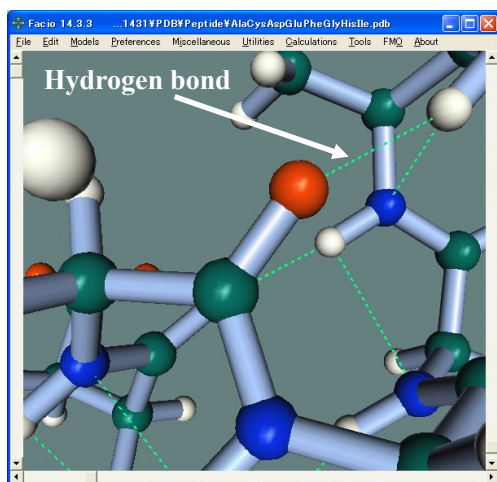 Facio 14.3.3 ...1431¥PDB¥Peptide¥AlaCysAspGluPheGlyHisIle.pdb
File Edit Models Preferences Miscellaneous Utilities Calculations Tools FMO About
Hydrogen bond